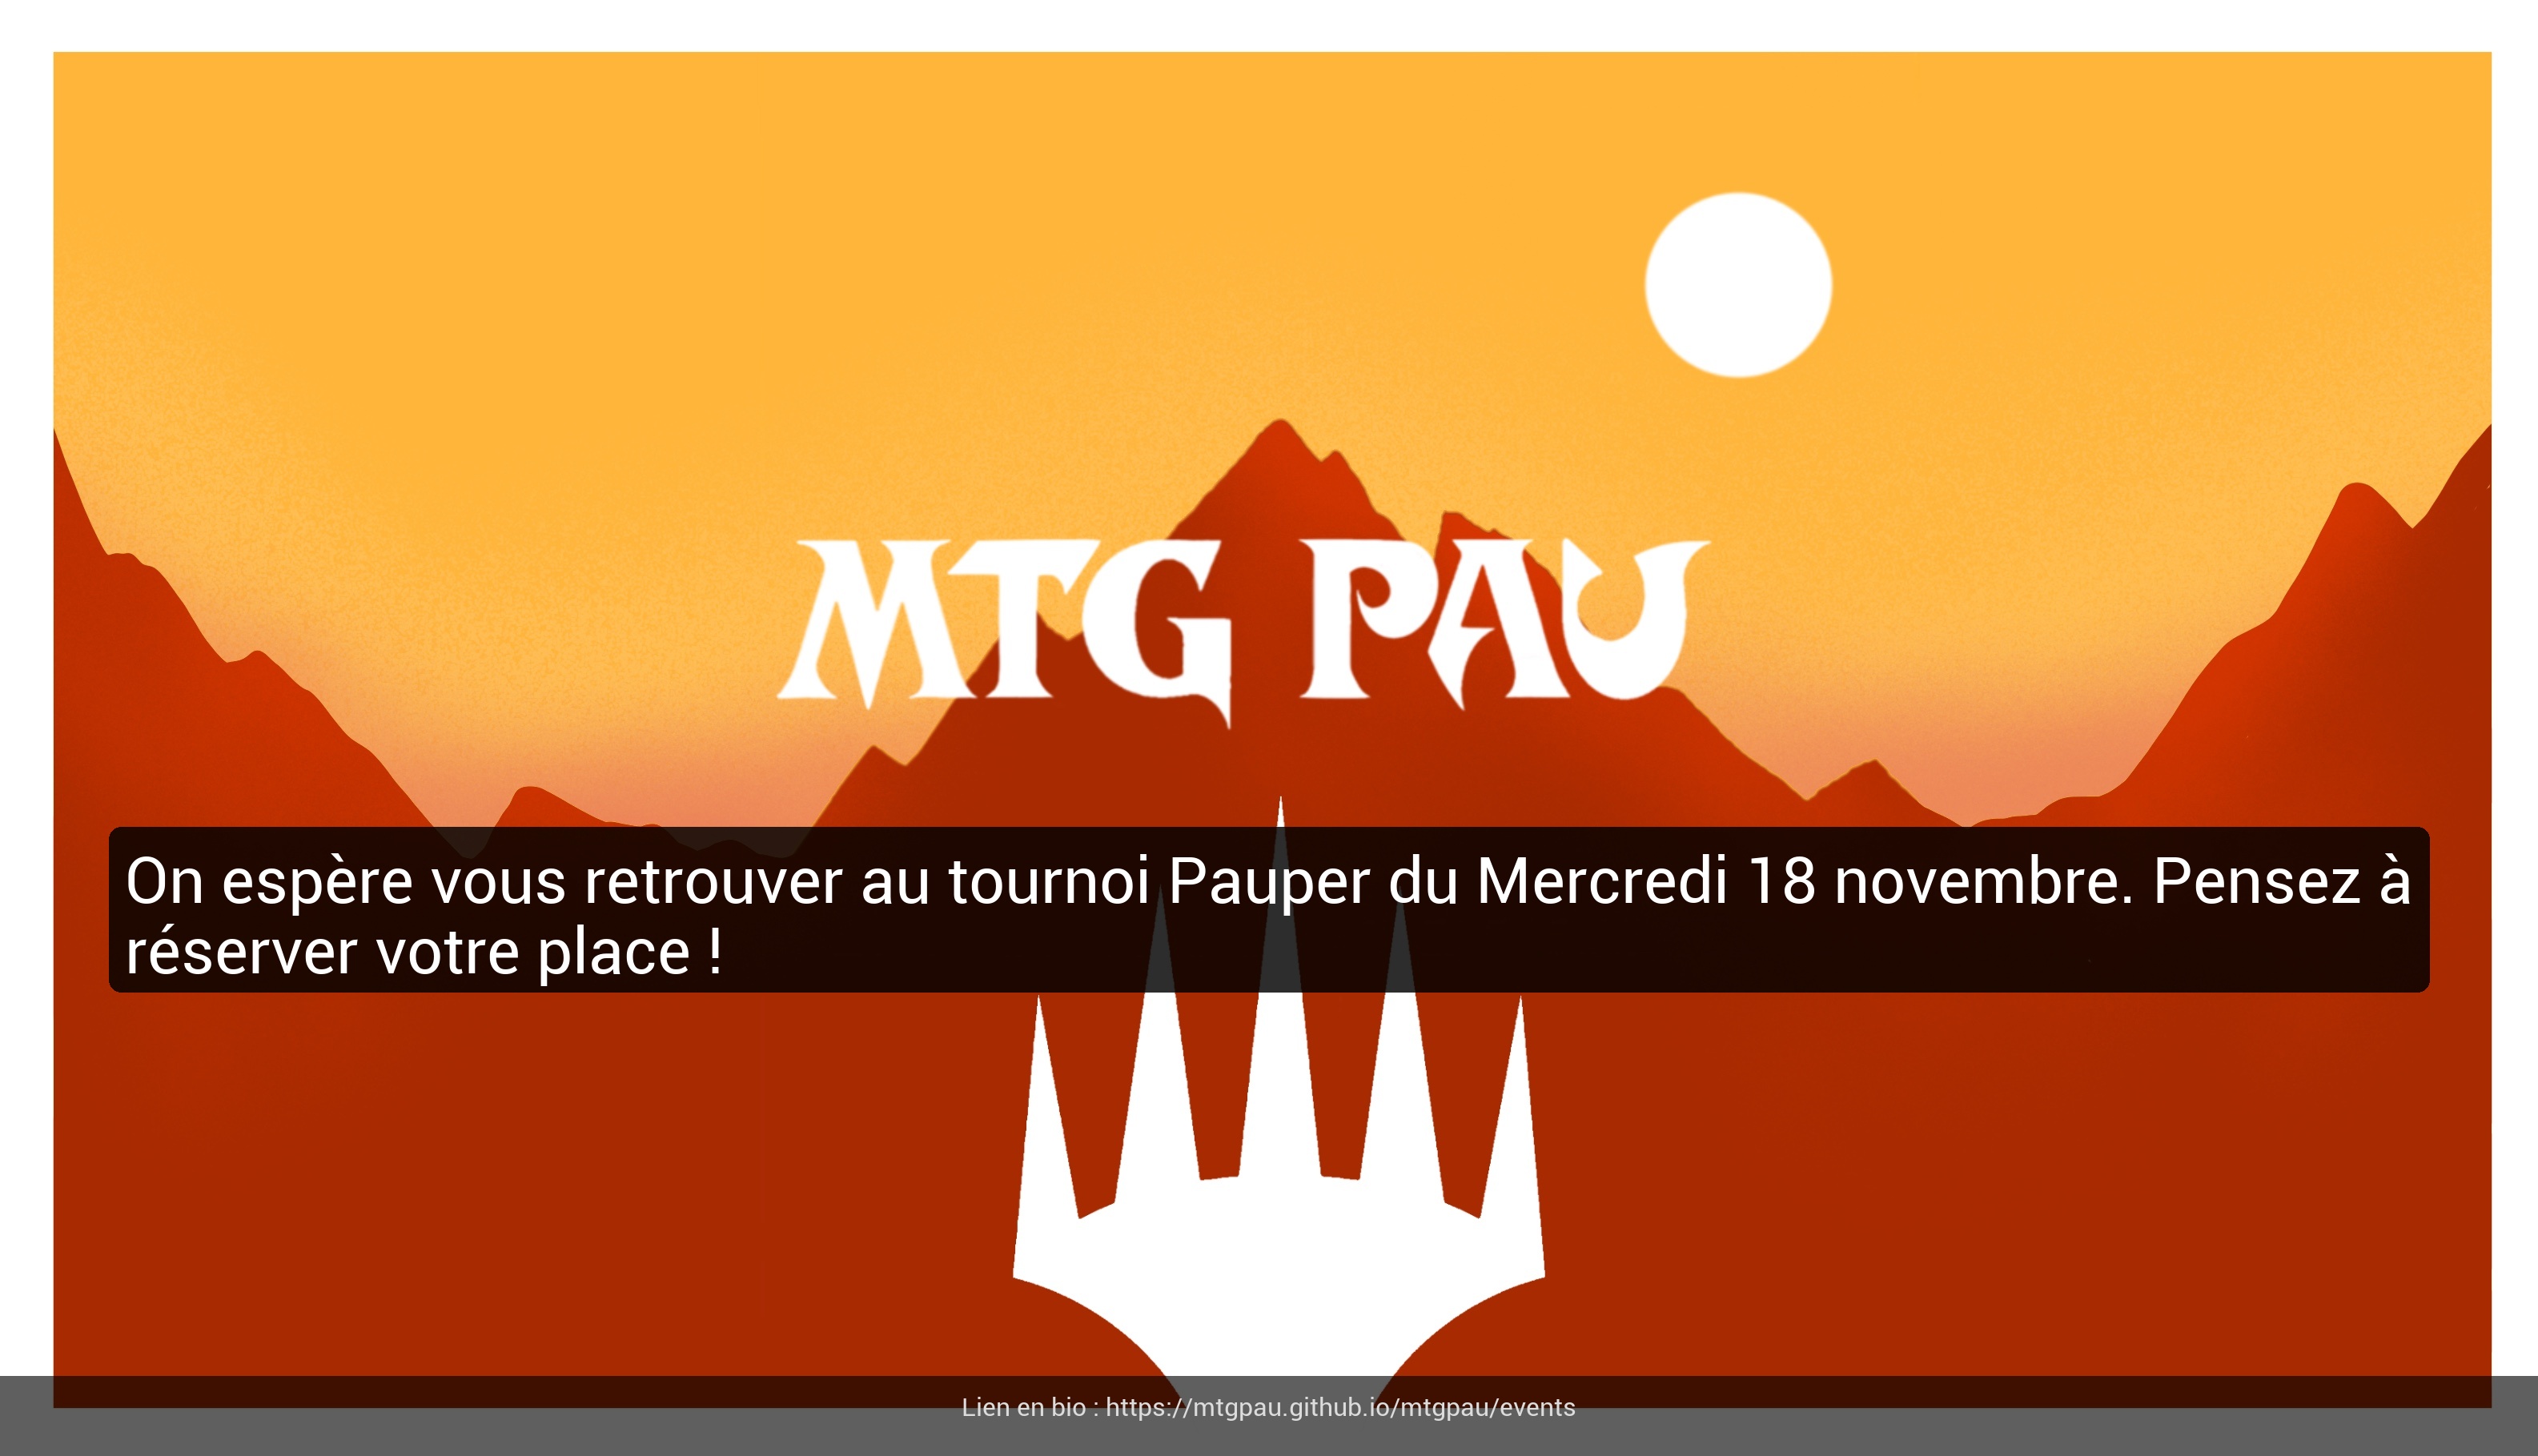 MTG PAU
On espère vous retrouver au tournoi Pauper du Mercredi 18 novembre. Pensez à
réserver votre place !
Lien en bio : https://mtgpau.github.io/mtgpau/events